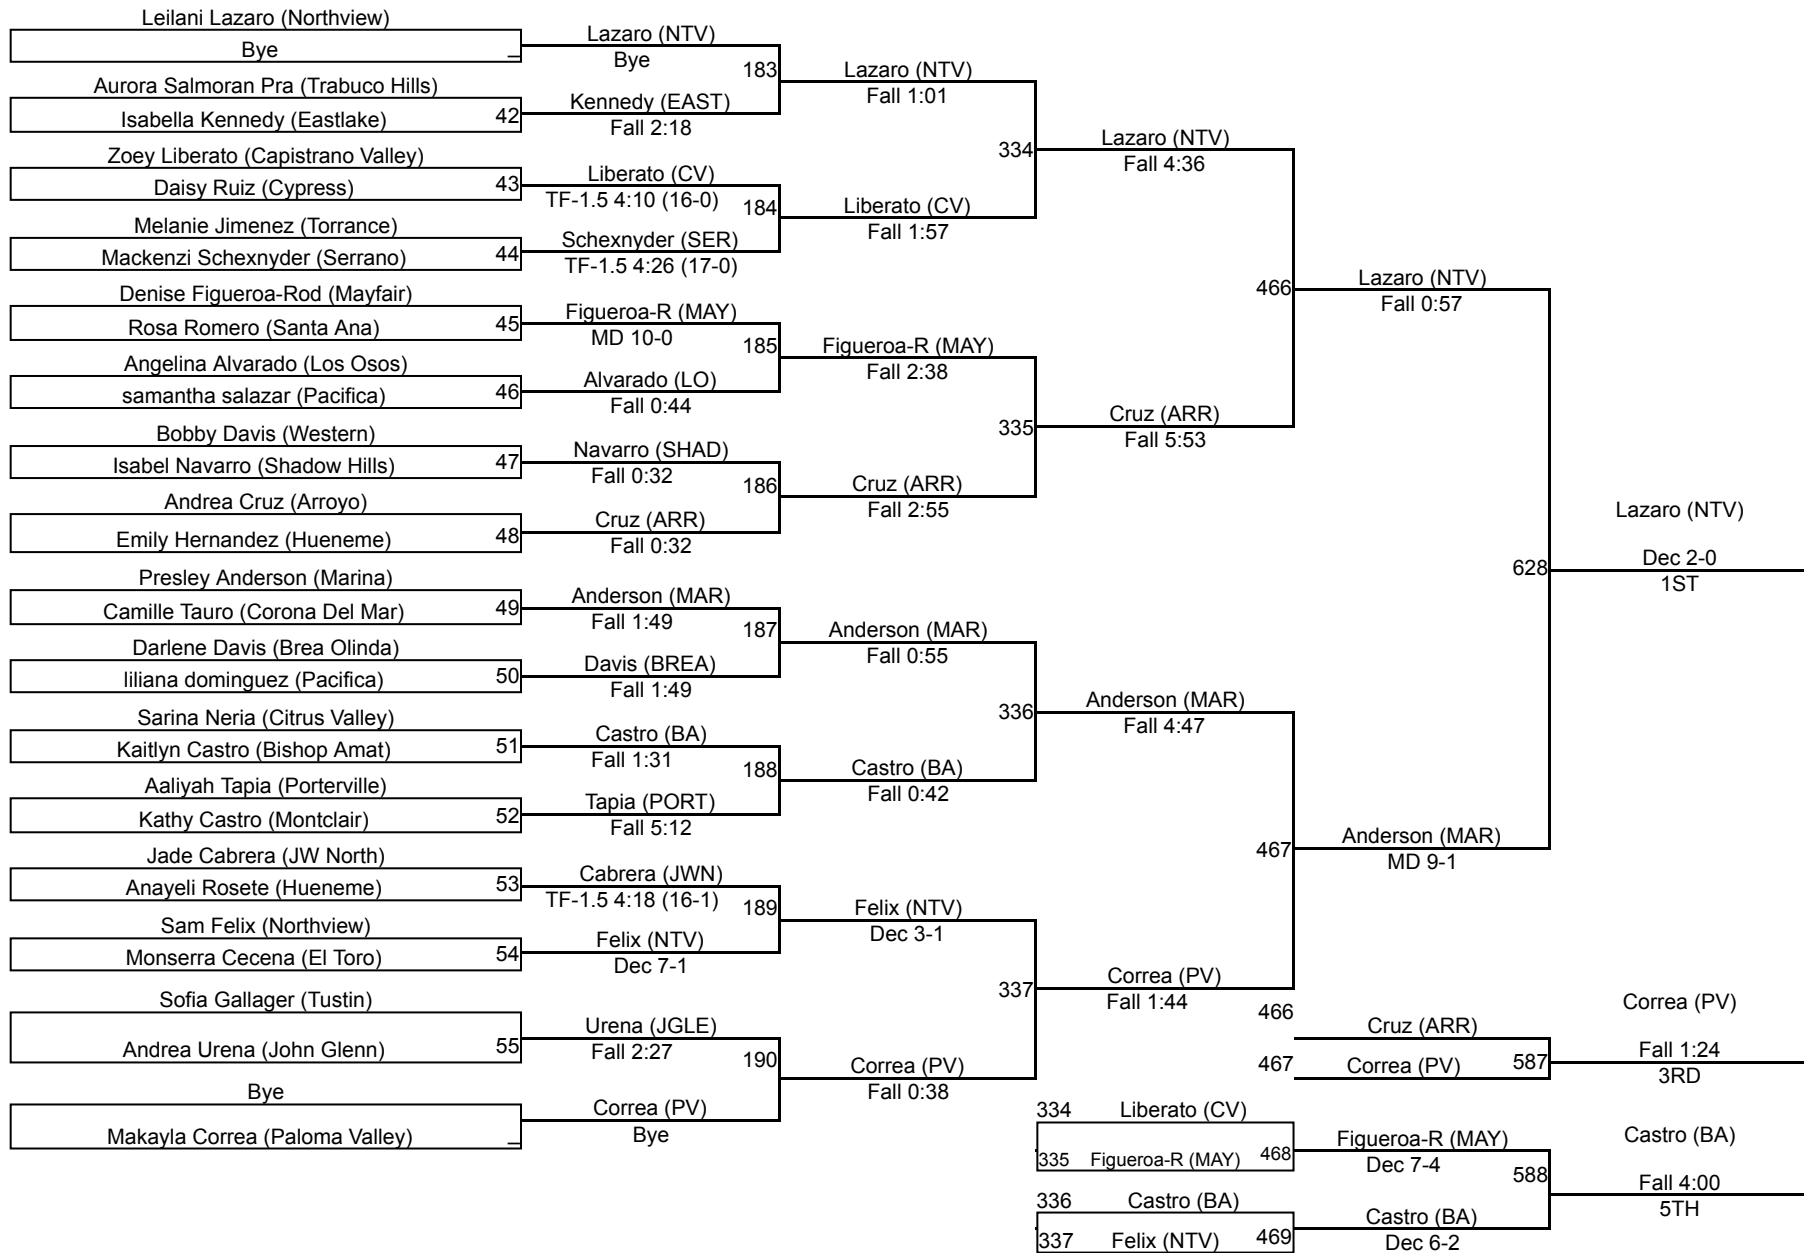 Leilani Lazaro (Northview)
Bye
Aurora Salmoran Pra (Trabuco Hills)
Isabella Kennedy (Eastlake) 42
Zoey Liberato (Capistrano Valley)
Daisy Ruiz (Cypress) 43
Melanie Jimenez (Torrance)
Mackenzi Schexnyder (Serrano) 44
Denise Figueroa-Rod (Mayfair)
Rosa Romero (Santa Ana) 45
Angelina Alvarado (Los Osos)
samantha salazar (Pacifica) 46
Bobby Davis (Western)
Isabel Navarro (Shadow Hills) 47
Andrea Cruz (Arroyo)
Emily Hernandez (Hueneme) 48
Presley Anderson (Marina)
Camille Tauro (Corona Del Mar) 49
Darlene Davis (Brea Olinda)
liliana dominguez (Pacifica) 50
Sarina Neria (Citrus Valley)
Kaitlyn Castro (Bishop Amat) 51
Aaliyah Tapia (Porterville)
Kathy Castro (Montclair) 52
Jade Cabrera (JW North)
Anayeli Rosete (Hueneme) 53
Sam Felix (Northview)
Monserra Cecena (El Toro) 54
Sofia Gallager (Tustin)
Andrea Urena (John Glenn) 55
Bye
Makayla Correa (Paloma Valley)
Lazaro (NTV)
Bye
183
Kennedy (EAST)
Fall 2:18
Liberato (CV)
TF-1.5 4:10 (16-0)
184
Schexnyder (SER)
TF-1.5 4:26 (17-0)
Figueroa-R (MAY)
MD 10-0
185
Alvarado (LO)
Fall 0:44
Navarro (SHAD)
Fall 0:32
186
Cruz (ARR)
Fall 0:32
Anderson (MAR)
Fall 1:49
187
Davis (BREA)
Fall 1:49
Castro (BA)
Fall 1:31
188
Tapia (PORT)
Fall 5:12
Cabrera (JWN)
TF-1.5 4:18 (16-1)
189
Felix (NTV)
Dec 7-1
Urena (JGLE)
Fall 2:27
190
Correa (PV)
Bye
Lazaro (NTV)
Fall 1:01
334
Liberato (CV)
Fall 1:57
Figueroa-R (MAY)
Fall 2:38
335
Cruz (ARR)
Fall 2:55
Anderson (MAR)
Fall 0:55
336
Castro (BA)
Fall 0:42
Felix (NTV)
Dec 3-1
337
Correa (PV)
Fall 0:38
Lazaro (NTV)
Fall 4:36
466
Cruz (ARR)
Fall 5:53
Anderson (MAR)
Fall 4:47
467
Correa (PV)
Fall 1:44
Lazaro (NTV)
Fall 0:57
628
Anderson (MAR)
MD 9-1
Lazaro (NTV)
Dec 2-0
1ST
466 Cruz (ARR)
467 Correa (PV) 587
Correa (PV)
Fall 1:24
3RD
334 Liberato (CV)
335 Figueroa-R (MAY) 468
336 Castro (BA)
337 Felix (NTV) 469
Figueroa-R (MAY)
Dec 7-4
588
Castro (BA)
Dec 6-2
Castro (BA)
Fall 4:00
5TH